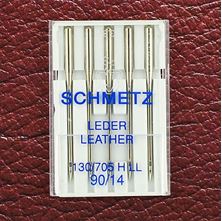 SCHMETZ
LEDER
LEATHER
130/705 H LL
90/14